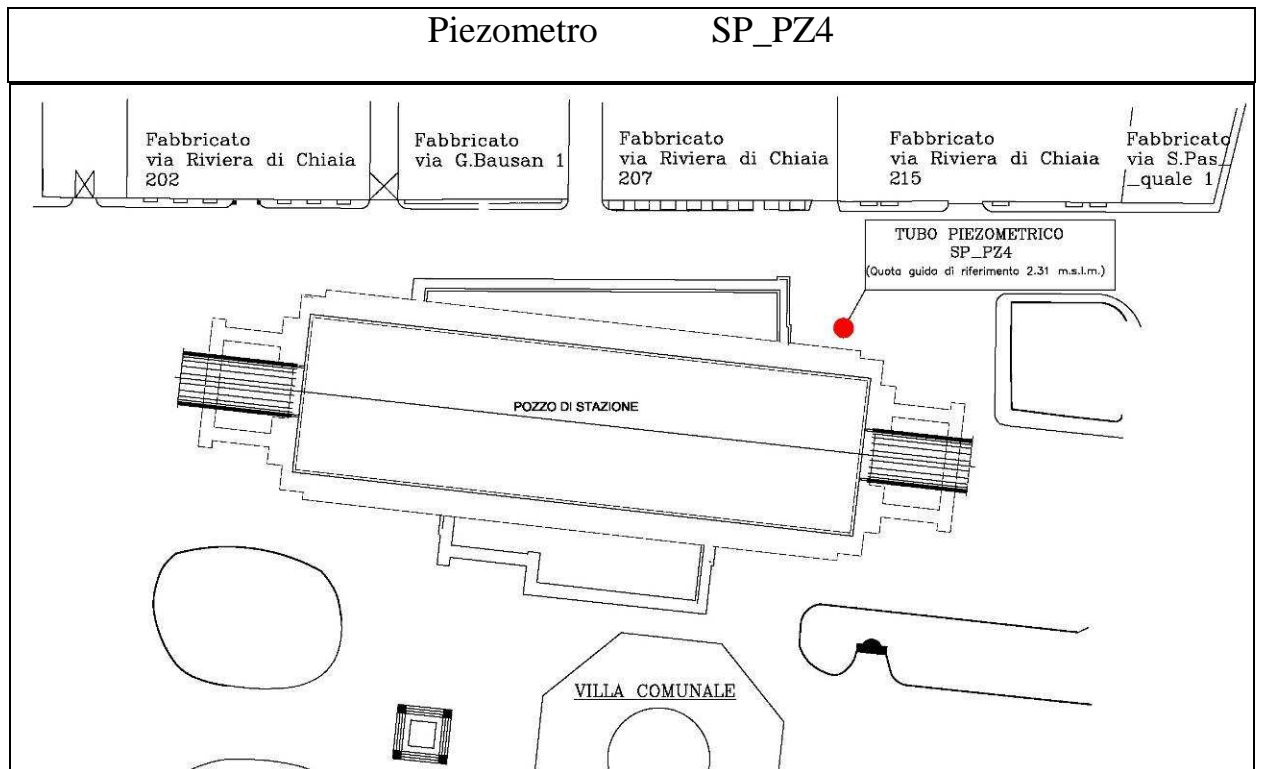 Piezometro SP_PZ4
Fabbricato
via Riviera di Chiaia
202
Fabbricato
via G.Bausan 1
Fabbricato
via Riviera di Chiaia
207
Fabbricato
via Riviera di Chiaia
215
Fabbricato
via S.Pas_
_quale 1
TUBO PIEZOMETRICO
SP_PZ4
(Quota guida di riferimento 2.31 m.s.l.m.)
POZZO DI STAZIONE
VILLA COMUNALE